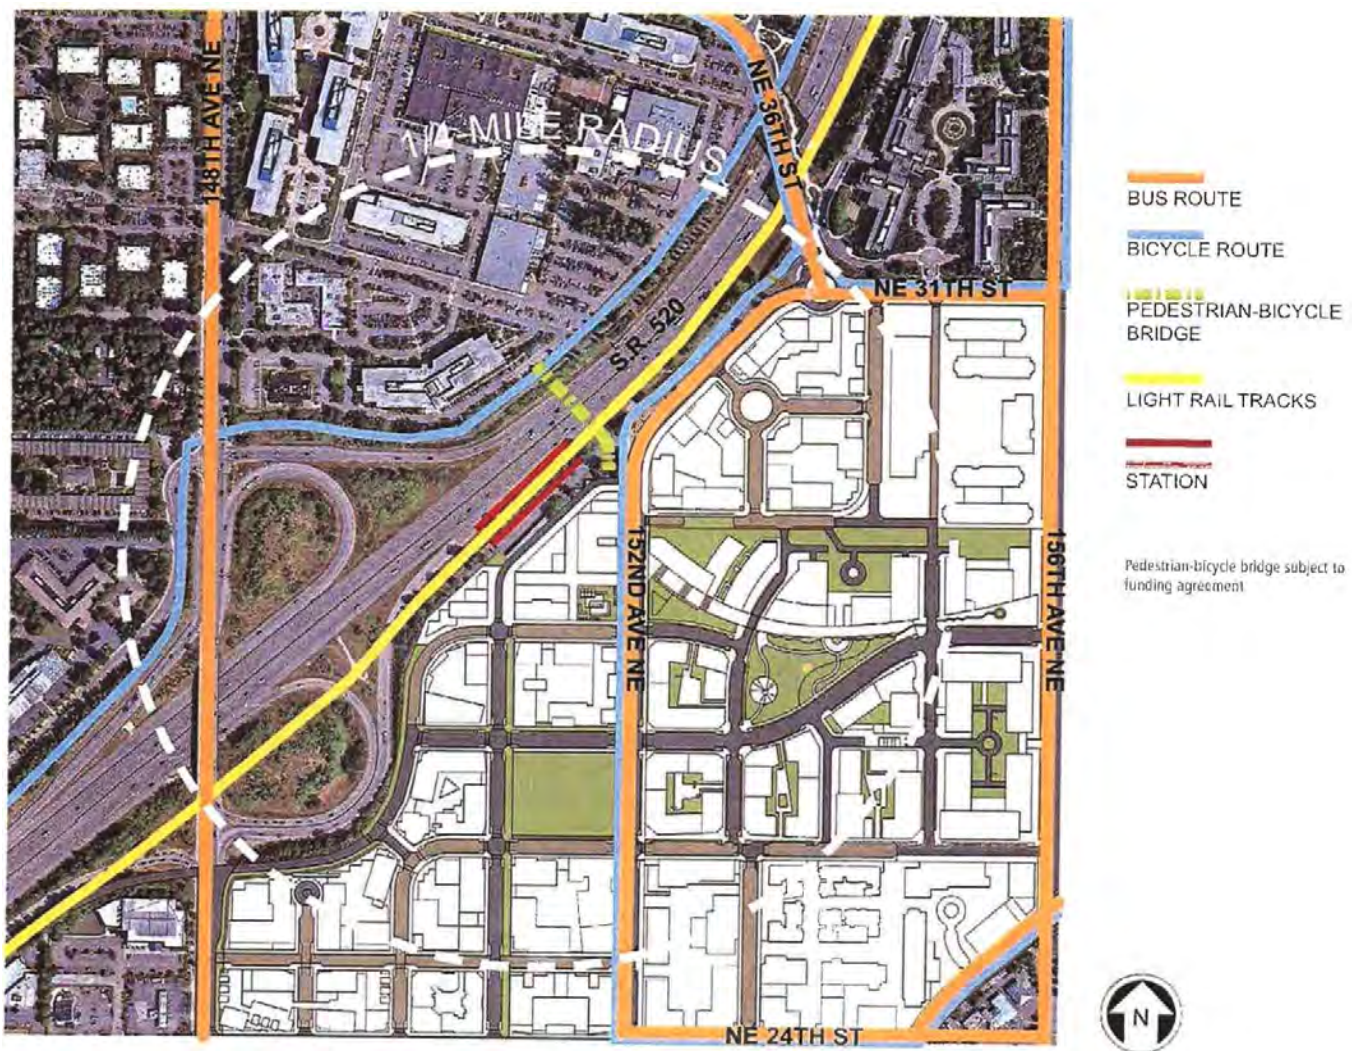 1/4 MILE RADIUS
148TH AVE NE
NE 36TH ST
NE 31TH ST
S.R. 520
152ND AVE NE
156TH AVE NE
NE 24TH ST
BUS ROUTE
BICYCLE ROUTE
PEDESTRIAN-BICYCLE
BRIDGE
LIGHT RAIL TRACKS
STATION
Pedestrian-bicycle bridge subject to
funding agreement
N